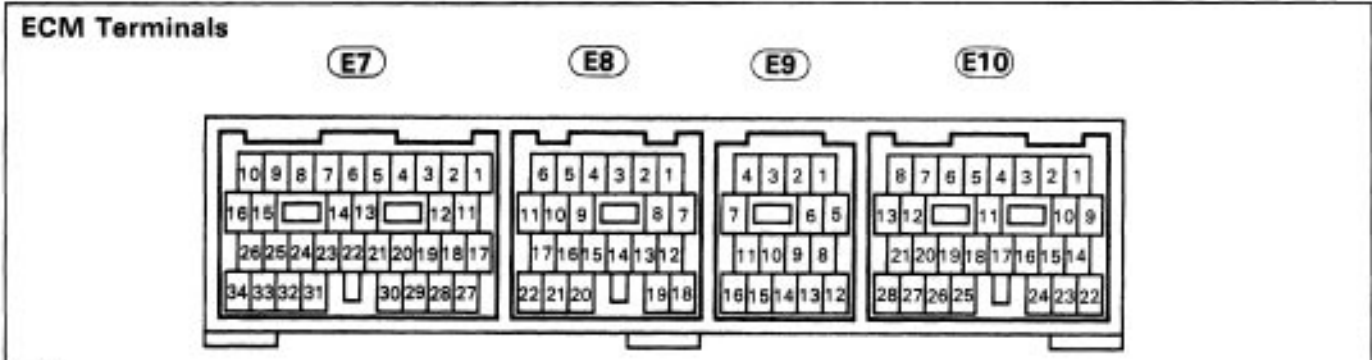 ECM Terminals
E7 E8 E9 E10
10 9 8 7 6 5 4 3 2 1 6 5 4 3 2 1 4 3 2 1 8 7 6 5 4 3 2 1
16 15 14 13 12 11 11 10 9 8 7 7 6 5 13 12 11 10 9
26 25 24 23 22 21 20 19 18 17 17 16 15 14 13 12 11 10 9 8 21 20 19 18 17 16 15 14
34 33 32 31 30 29 28 27 22 21 20 19 18 16 15 14 13 12 28 27 26 25 24 23 22